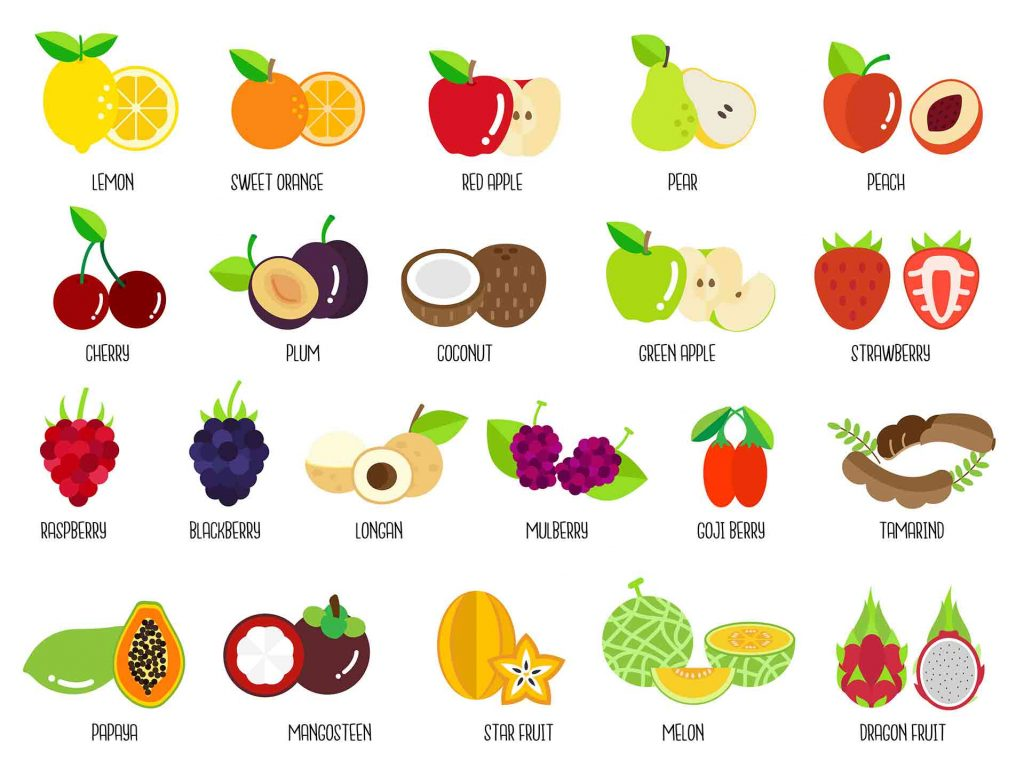 LEMON
SWEET ORANGE
RED APPLE
PEAR
PEACH
CHERRY
PLUM
COCONUT
GREEN APPLE
STRAWBERRY
RASPBERRY
BLACKBERRY
LONGAN
MULBERRY
GOJI BERRY
TAMARIND
PAPAYA
MANGOSTEEN
STAR FRUIT
MELON
DRAGON FRUIT